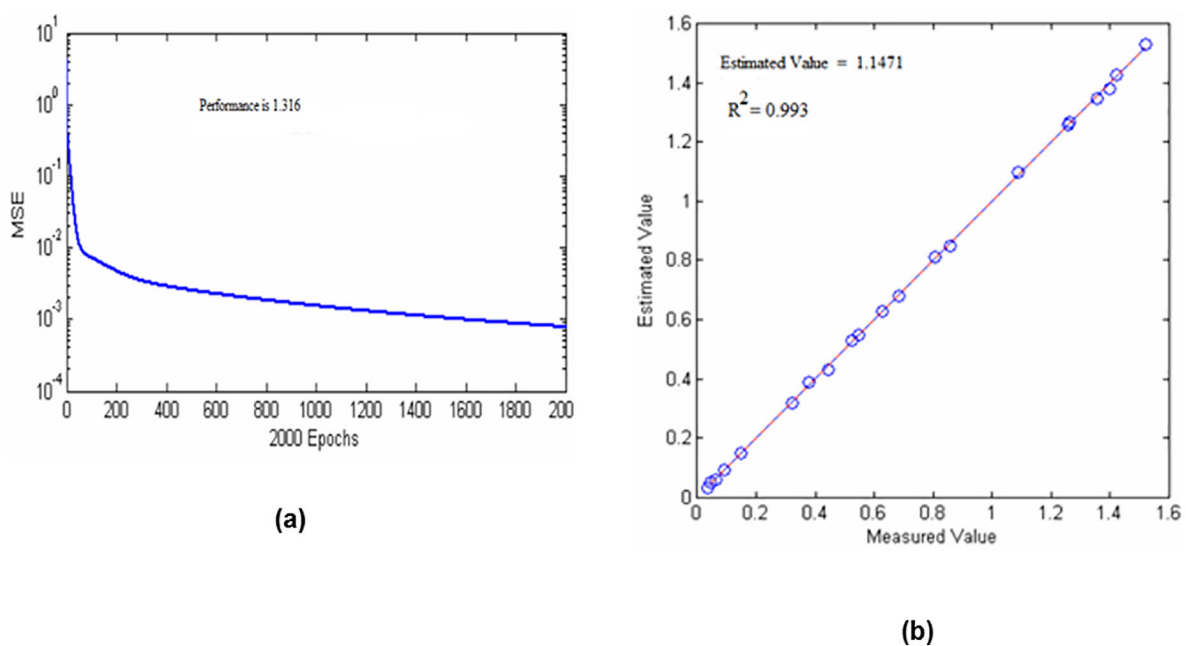 10^1
10^0
10^-1
10^-2
10^-3
10^-4
MSE
Performance is 1.316
0 200 400 600 800 1000 1200 1400 1600 1800 200
2000 Epochs
(a)
1.6
1.4
1.2
1
0.8
0.6
0.4
0.2
0
Estimated Value
Estimated Value = 1.1471
R^2 = 0.993
0 0.2 0.4 0.6 0.8 1 1.2 1.4 1.6
Measured Value
(b)